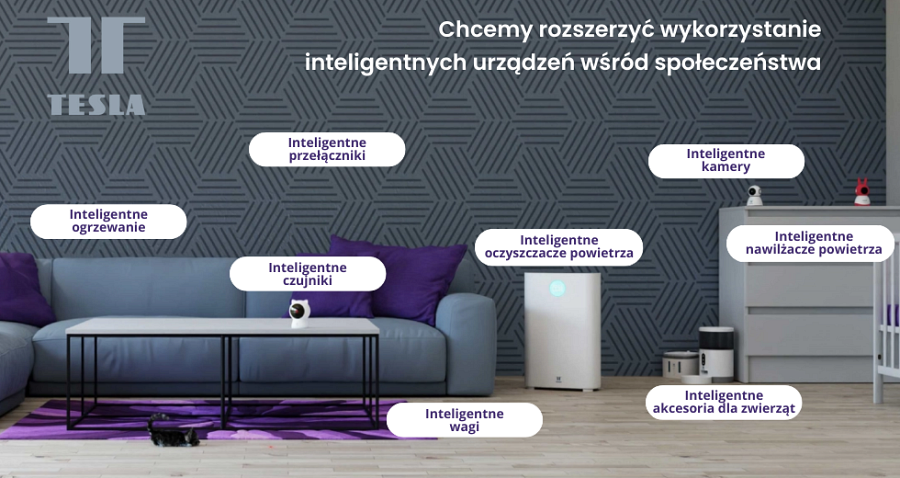 TESLA
Chcemy rozszerzyć wykorzystanie
inteligentnych urządzeń wśród społeczeństwa
Inteligentne
przełączniki
Inteligentne
kamery
Inteligentne
ogrzewanie
Inteligentne
oczyszczacze powietrza
Inteligentne
nawilżacze powietrza
Inteligentne
czujniki
Inteligentne
akcesoria dla zwierząt
Inteligentne
wagi